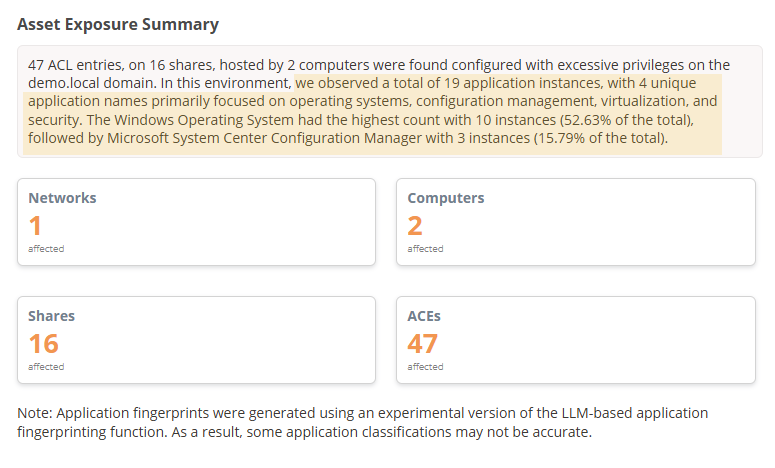 Asset Exposure Summary
47 ACL entries, on 16 shares, hosted by 2 computers were found configured with excessive privileges on the
demo.local domain. In this environment, we observed a total of 19 application instances, with 4 unique
application names primarily focused on operating systems, configuration management, virtualization, and
security. The Windows Operating System had the highest count with 10 instances (52.63% of the total),
followed by Microsoft System Center Configuration Manager with 3 instances (15.79% of the total).
Networks
1
affected
Computers
2
affected
Shares
16
affected
ACEs
47
affected
Note: Application fingerprints were generated using an experimental version of the LLM-based application
fingerprinting function. As a result, some application classifications may not be accurate.